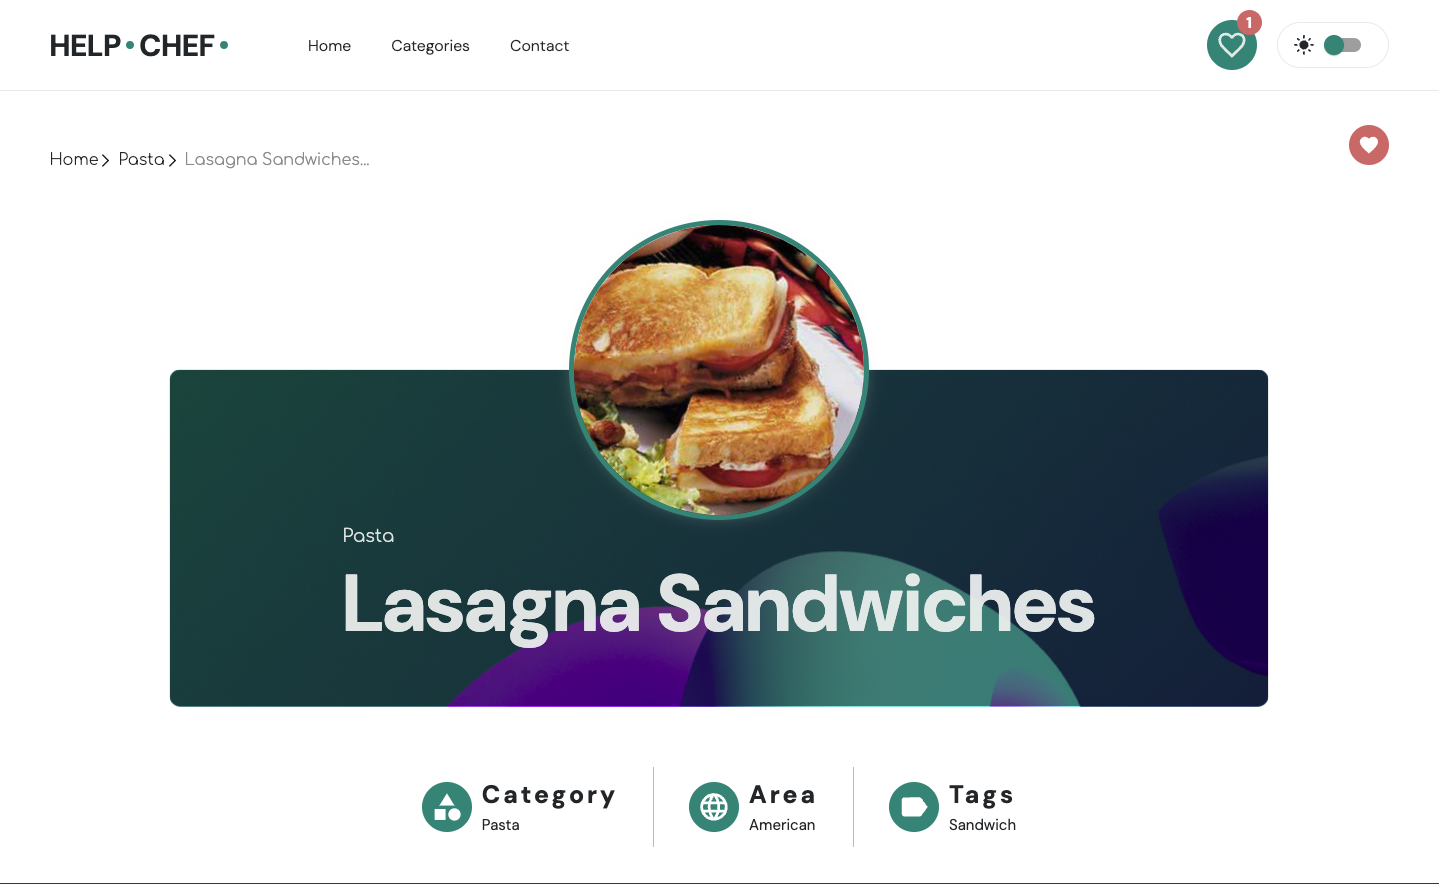 HELP•CHEF•
Home
Categories
Contact
1
Home
Pasta
Lasagna Sandwiches...
Pasta
Lasagna Sandwiches
Category
Pasta
Area
American
Tags
Sandwich